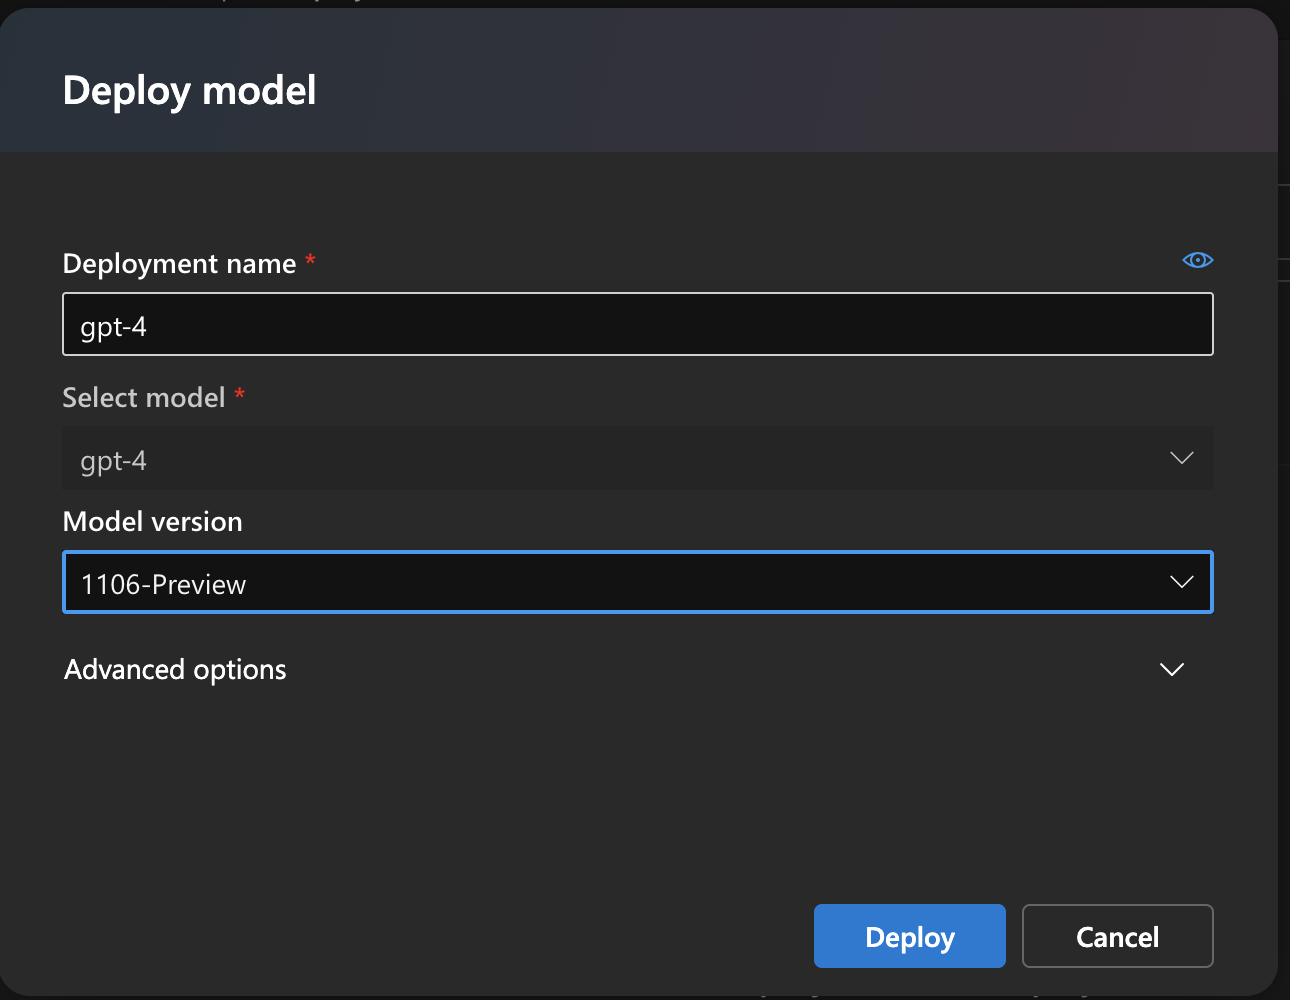 Deploy model
Deployment name *
gpt-4
Select model *
gpt-4
Model version
1106-Preview
Advanced options
Deploy
Cancel